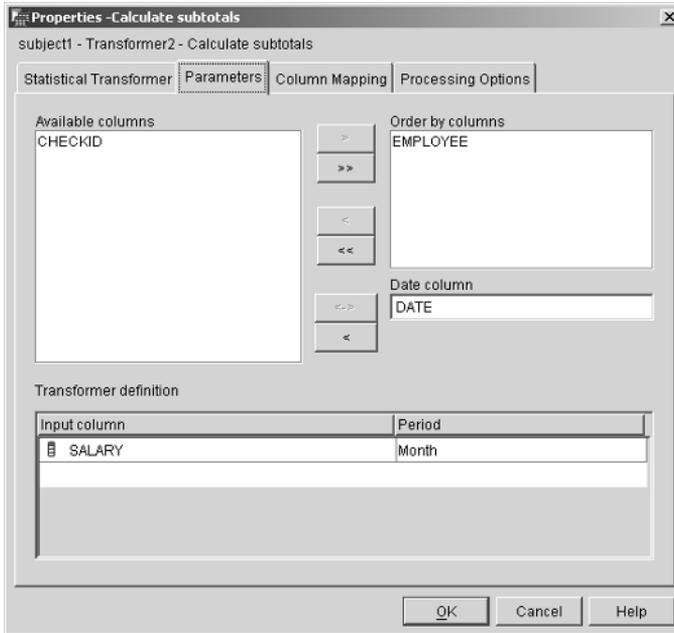 Properties -Calculate subtotals
subject1 - Transformer2 - Calculate subtotals
Statistical Transformer Parameters Column Mapping Processing Options
Available columns
CHECKID
>
>>
<
<<
<->
<
Order by columns
EMPLOYEE
Date column
DATE
Transformer definition
Input column Period
SALARY Month
OK Cancel Help